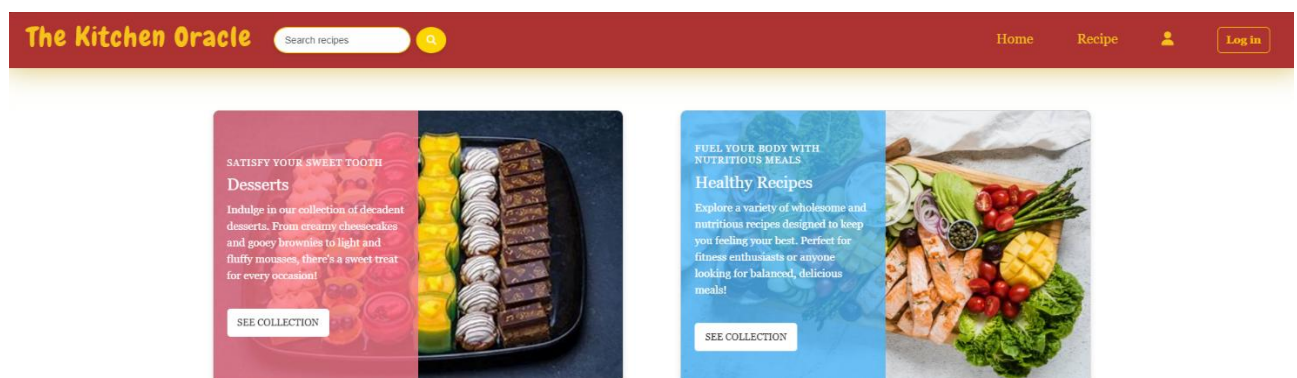 The Kitchen Oracle
Search recipes
Home
Recipe
Log in
SATISFY YOUR SWEET TOOTH
Desserts
Indulge in our collection of decadent
desserts. From creamy cheesecakes
and gooey brownies to light and
fluffy mousses, there's a sweet treat
for every occasion!
SEE COLLECTION
FUEL YOUR BODY WITH
NUTRITIOUS MEALS
Healthy Recipes
Explore a variety of wholesome and
nutritious recipes designed to keep
you feeling your best. Perfect for
fitness enthusiasts or anyone
looking for balanced, delicious
meals!
SEE COLLECTION